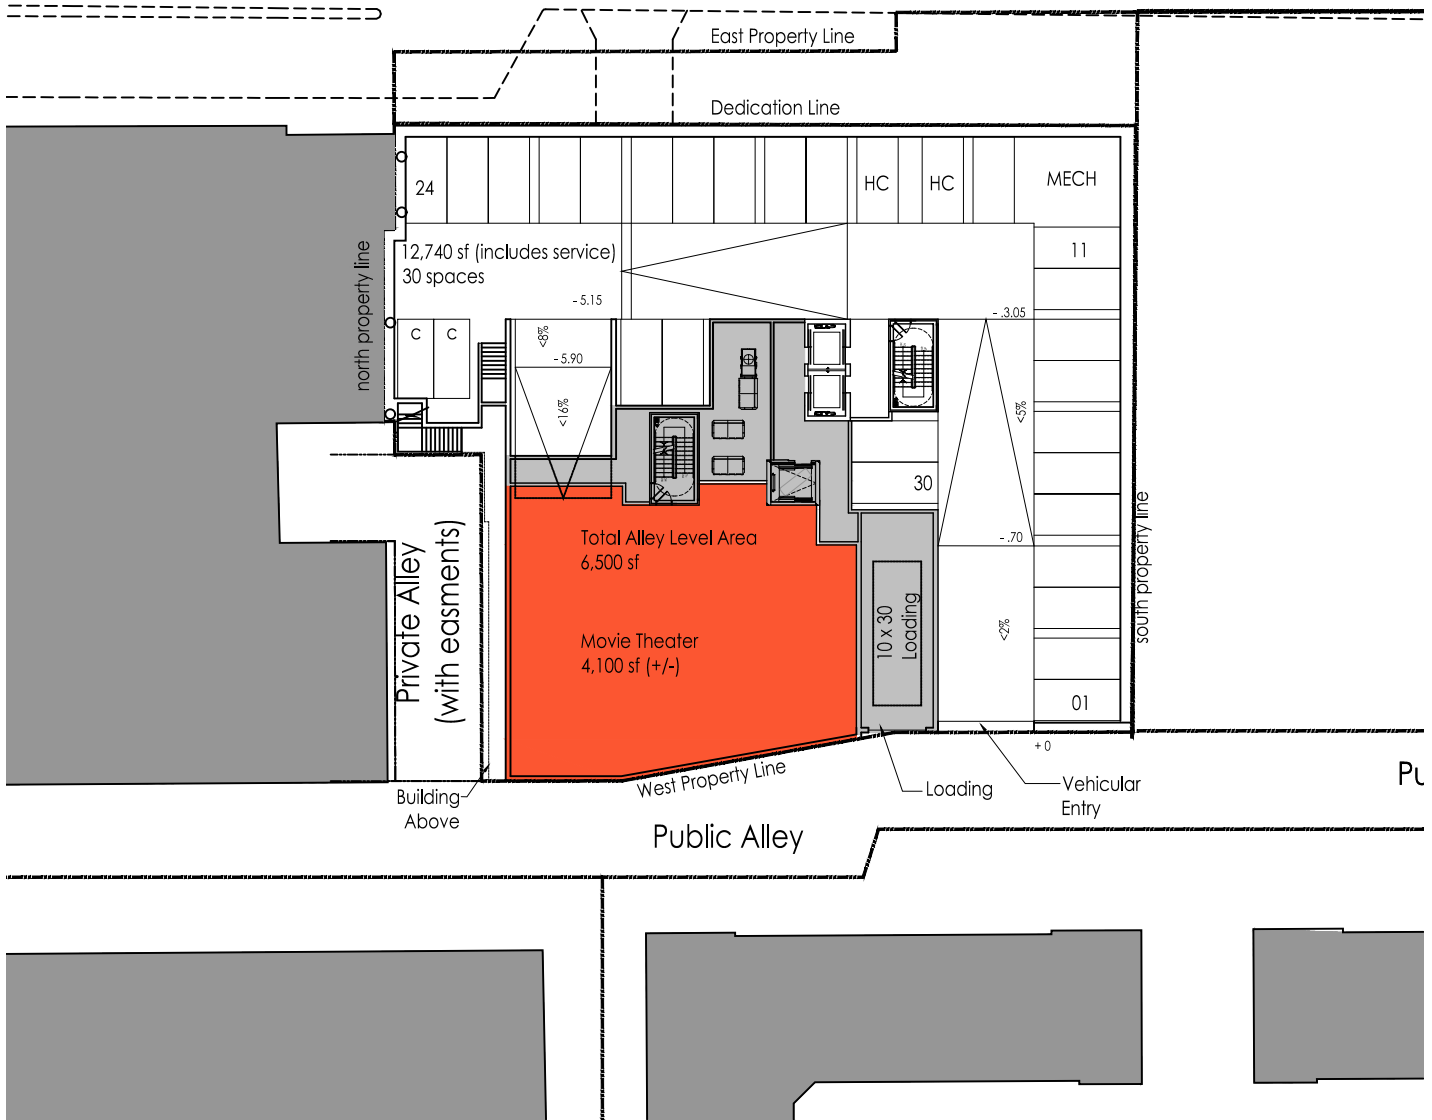 East Property Line
Dedication Line
24
HC
HC
MECH
12,740 sf (includes service)
30 spaces
11
north property line
- 5.15
- .3.05
C
C
<8%
- 5.90
<16%
<5%
30
south property line
Total Alley Level Area
6,500 sf
- .70
Private Alley
(with easments)
10 x 30
Loading
<2%
Movie Theater
4,100 sf (+/-)
01
+ 0
West Property Line
Building
Above
Loading
Vehicular
Entry
Pu
Public Alley